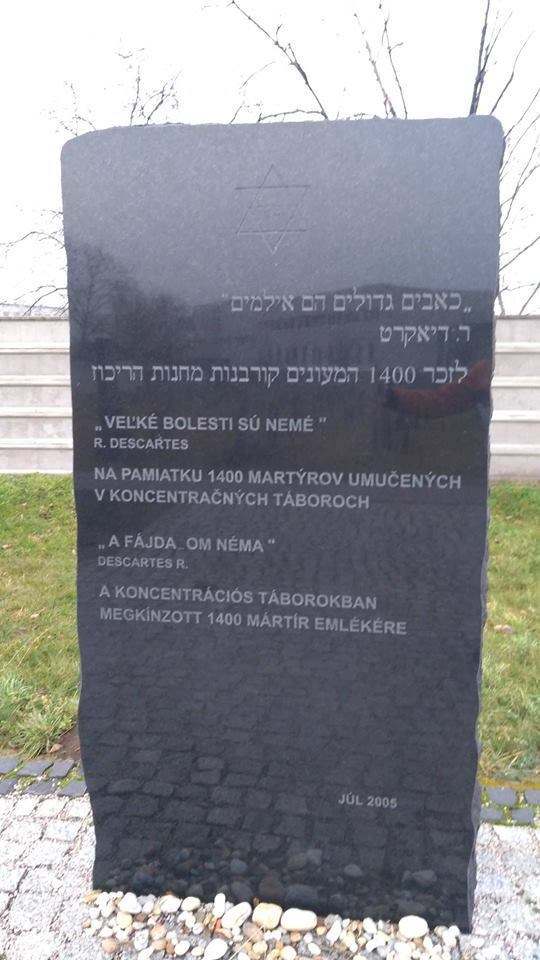 „כאבים גדולים הם אילמים"
ר. דיאקרט
לזכר 1400 המעונים קורבנות מחנות הריכוז
„VEĽKÉ BOLESTI SÚ NEMÉ "
R. DESCARTES
NA PAMIATKU 1400 MARTÝROV UMUČENÝCH
V KONCENTRAČNÝCH TÁBOROCH
„A FÁJDA OM NÉMA "
DESCARTES R.
A KONCENTRÁCIÓS TÁBOROKBAN
MEGKÍNZOTT 1400 MÁRTÍR EMLÉKÉRE
JÚL 2005